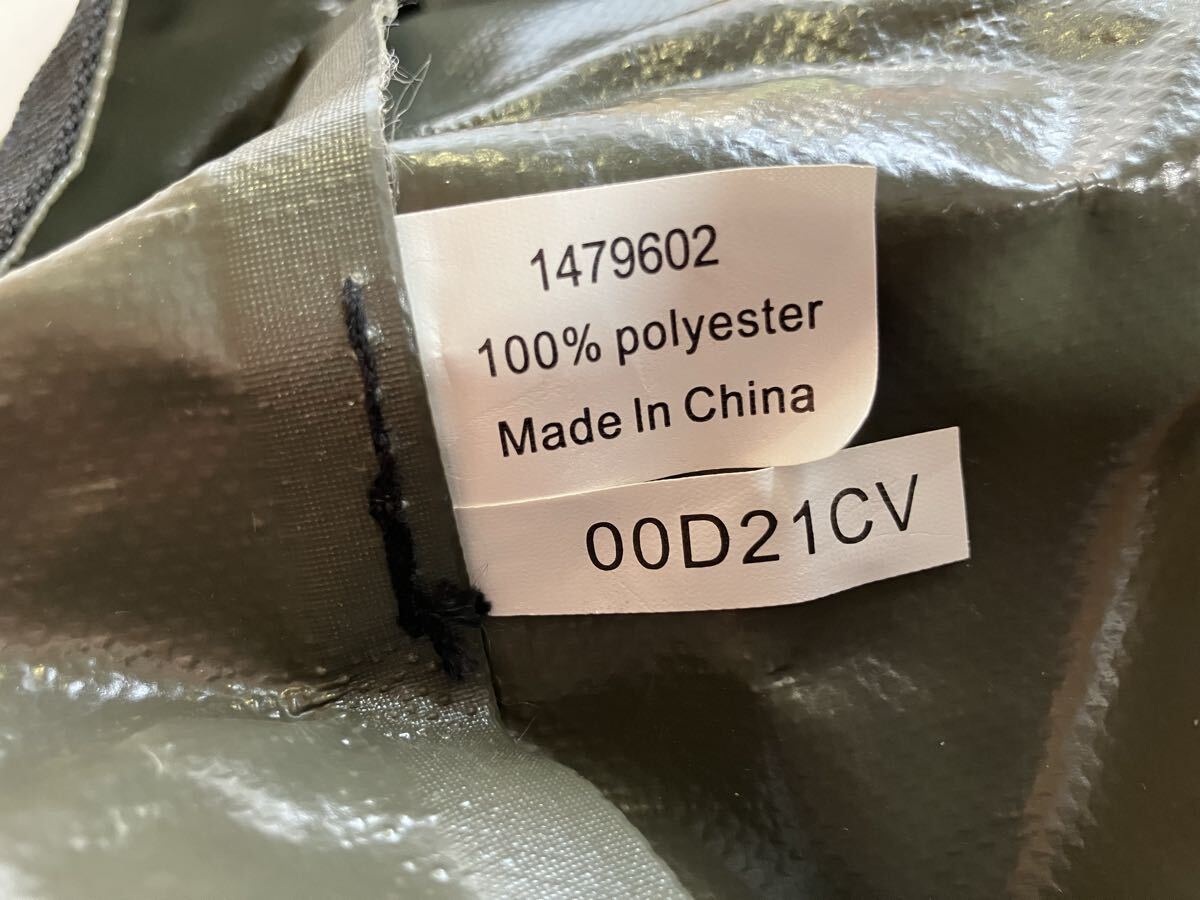 1479602
100% polyester
Made In China
00D21CV